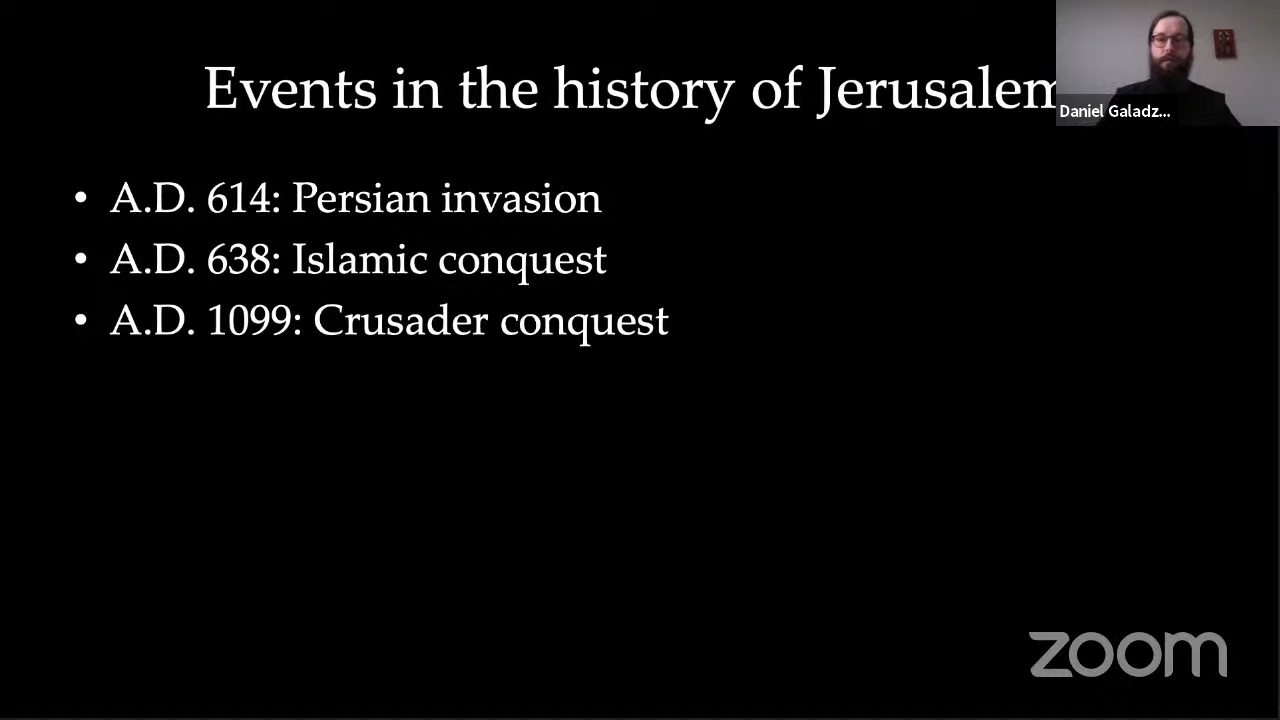 Events in the history of Jerusalem
Daniel Galadz...
• A.D. 614: Persian invasion
• A.D. 638: Islamic conquest
• A.D. 1099: Crusader conquest
zoom